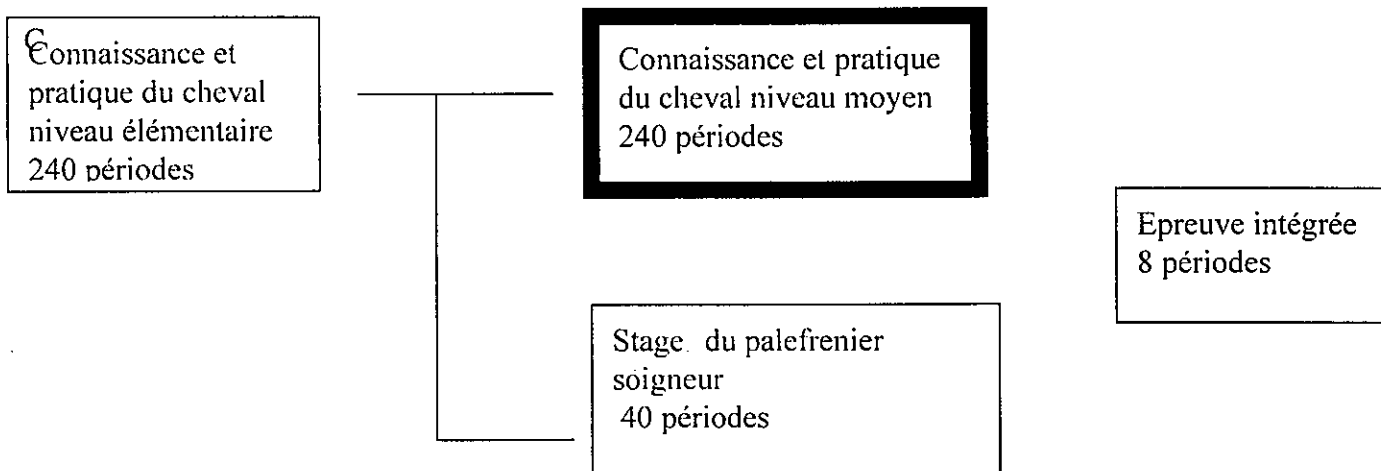 Connaissance et
pratique du cheval
niveau élémentaire
240 périodes
Connaissance et pratique
du cheval niveau moyen
240 périodes
Epreuve intégrée
8 périodes
Stage du palefrenier
soigneur
40 périodes